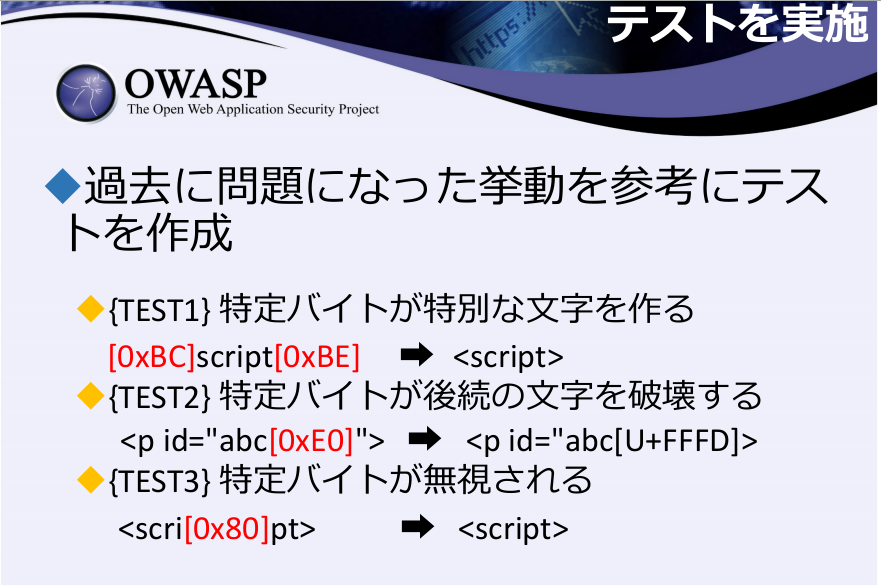 テストを実施
https://
OWASP
The Open Web Application Security Project
◆過去に問題になった挙動を参考にテス
トを作成
◆{TEST1} 特定バイトが特別な文字を作る
[0xBC]script[0xBE] ➡ <script>
◆{TEST2} 特定バイトが後続の文字を破壊する
<p id="abc[0xE0]"> ➡ <p id="abc[U+FFFD]>
◆{TEST3} 特定バイトが無視される
<scri[0x80]pt> ➡ <script>